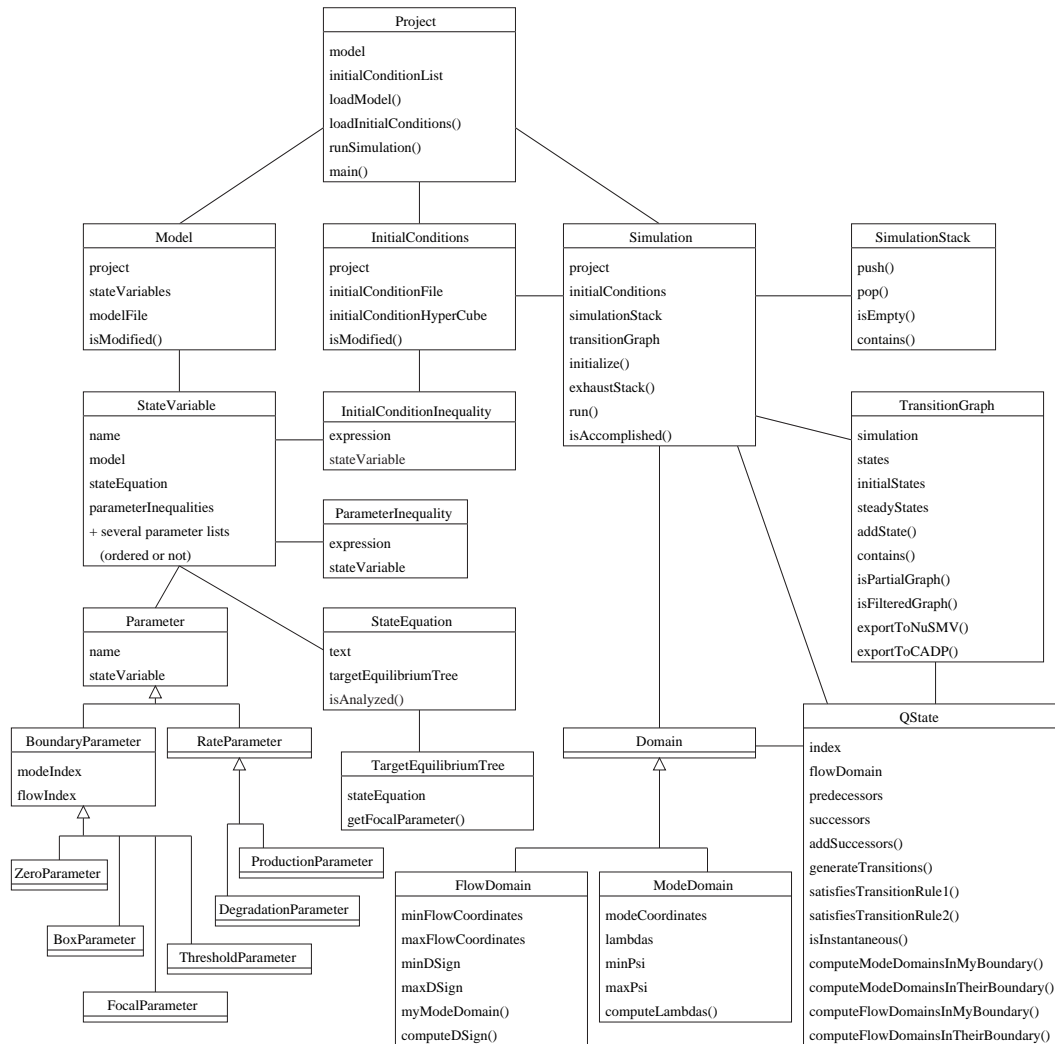 Project
model
initialConditionList
loadModel()
loadInitialConditions()
runSimulation()
main()
Model
project
stateVariables
modelFile
isModified()
InitialConditions
project
initialConditionFile
initialConditionHyperCube
isModified()
Simulation
project
initialConditions
simulationStack
transitionGraph
initialize()
exhaustStack()
run()
isAccomplished()
SimulationStack
push()
pop()
isEmpty()
contains()
StateVariable
name
model
stateEquation
parameterInequalities
+ several parameter lists
(ordered or not)
InitialConditionInequality
expression
stateVariable
ParameterInequality
expression
stateVariable
TransitionGraph
simulation
states
initialStates
steadyStates
addState()
contains()
isPartialGraph()
isFilteredGraph()
exportToNuSMV()
exportToCADP()
Parameter
name
stateVariable
StateEquation
text
targetEquilibriumTree
isAnalyzed()
BoundaryParameter
modeIndex
flowIndex
RateParameter
TargetEquilibriumTree
stateEquation
getFocalParameter()
Domain
QState
index
flowDomain
predecessors
successors
addSuccessors()
generateTransitions()
satisfiesTransitionRule1()
satisfiesTransitionRule2()
isInstantaneous()
computeModeDomainsInMyBoundary()
computeModeDomainsInTheirBoundary()
computeFlowDomainsInMyBoundary()
computeFlowDomainsInTheirBoundary()
ZeroParameter
ProductionParameter
DegradationParameter
BoxParameter
ThresholdParameter
FocalParameter
FlowDomain
minFlowCoordinates
maxFlowCoordinates
minDSign
maxDSign
myModeDomain()
computeDSign()
ModeDomain
modeCoordinates
lambdas
minPsi
maxPsi
computeLambdas()